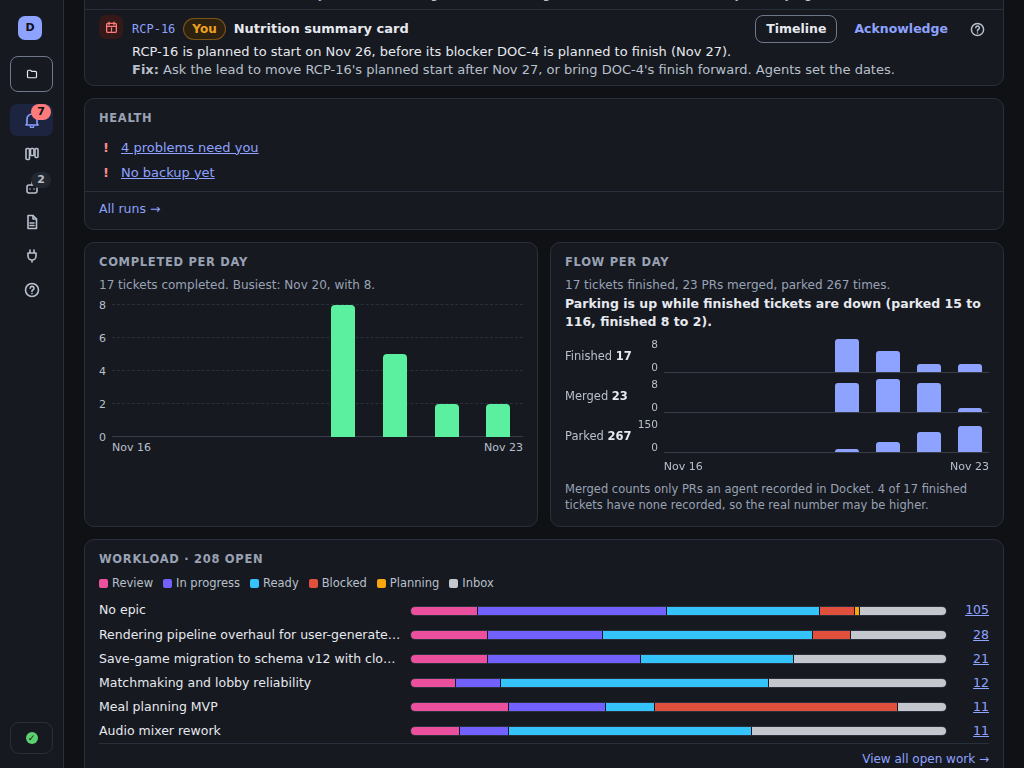 D
RCP-16 You Nutrition summary card Timeline Acknowledge
RCP-16 is planned to start on Nov 26, before its blocker DOC-4 is planned to finish (Nov 27).
Fix: Ask the lead to move RCP-16's planned start after Nov 27, or bring DOC-4's finish forward. Agents set the dates.
7
2
HEALTH
! 4 problems need you
! No backup yet
All runs →
COMPLETED PER DAY
17 tickets completed. Busiest: Nov 20, with 8.
8
6
4
2
0
Nov 16 Nov 23
FLOW PER DAY
17 tickets finished, 23 PRs merged, parked 267 times.
Parking is up while finished tickets are down (parked 15 to
116, finished 8 to 2).
Finished 17 8 0
Merged 23 8 0
Parked 267 150 0
Nov 16 Nov 23
Merged counts only PRs an agent recorded in Docket. 4 of 17 finished
tickets have none recorded, so the real number may be higher.
WORKLOAD · 208 OPEN
Review In progress Ready Blocked Planning Inbox
No epic 105
Rendering pipeline overhaul for user-generate… 28
Save-game migration to schema v12 with clo… 21
Matchmaking and lobby reliability 12
Meal planning MVP 11
Audio mixer rework 11
View all open work →